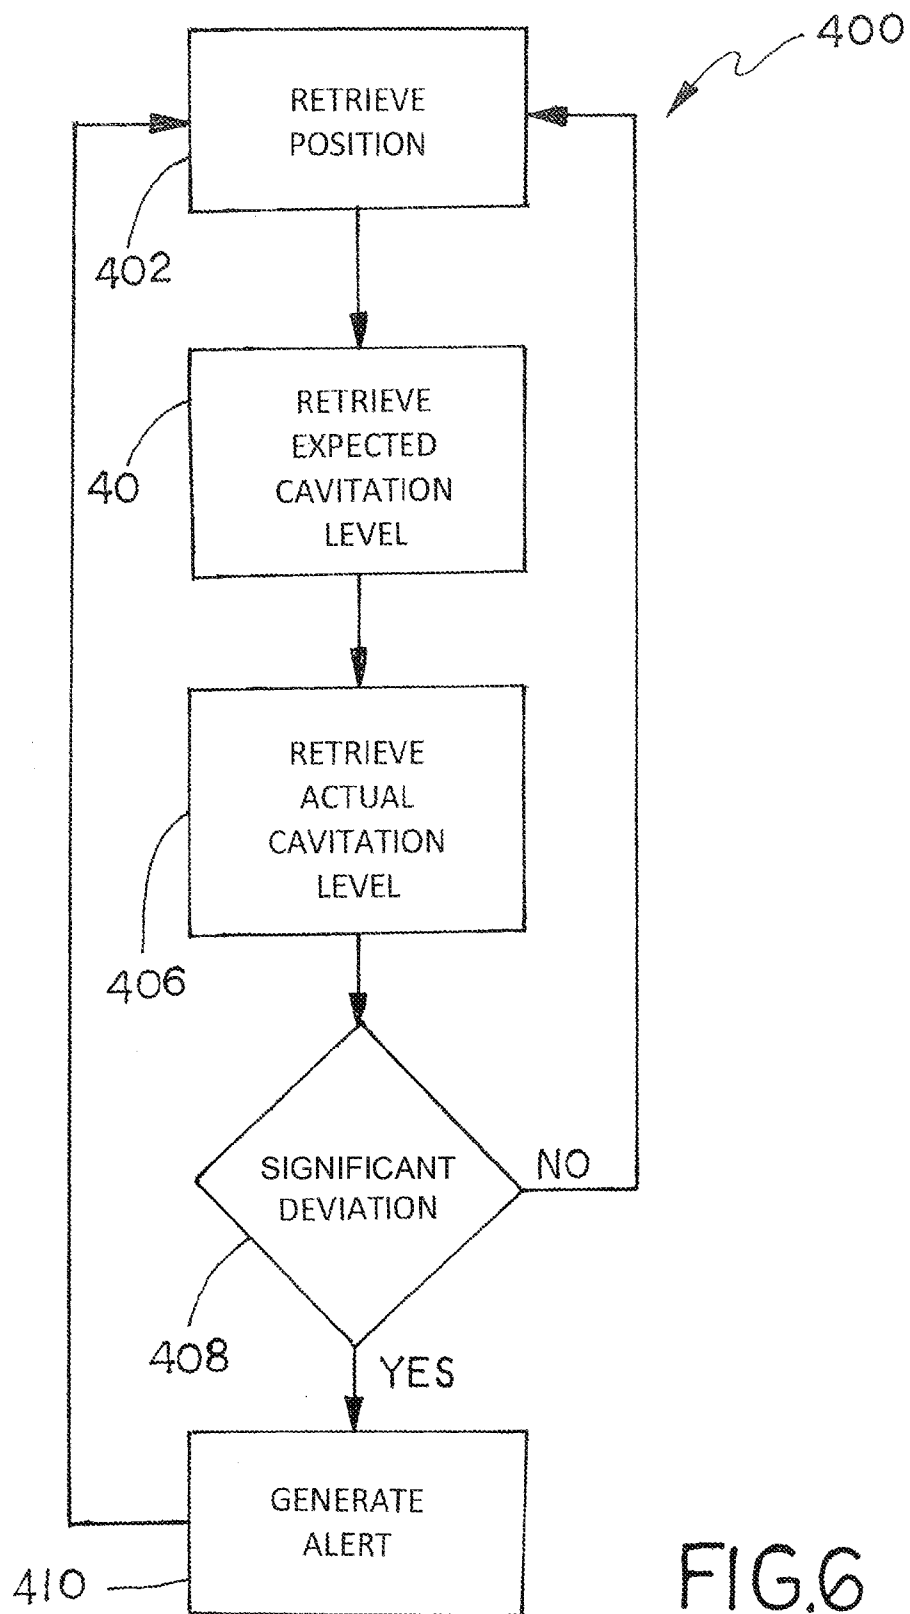 400
RETRIEVE
POSITION
402
RETRIEVE
EXPECTED
CAVITATION
LEVEL
40
RETRIEVE
ACTUAL
CAVITATION
LEVEL
406
SIGNIFICANT
DEVIATION
NO
408
YES
GENERATE
ALERT
410
FIG.6